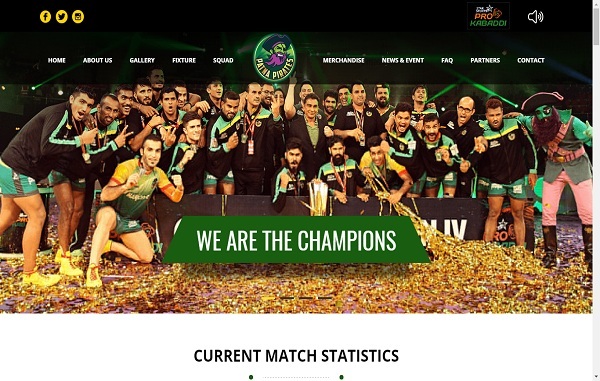 PRO
KABADDI
HOME ABOUT US GALLERY FIXTURE SQUAD MERCHANDISE NEWS & EVENT FAQ PARTNERS CONTACT
PATNA PIRATES
WE ARE THE CHAMPIONS
CURRENT MATCH STATISTICS